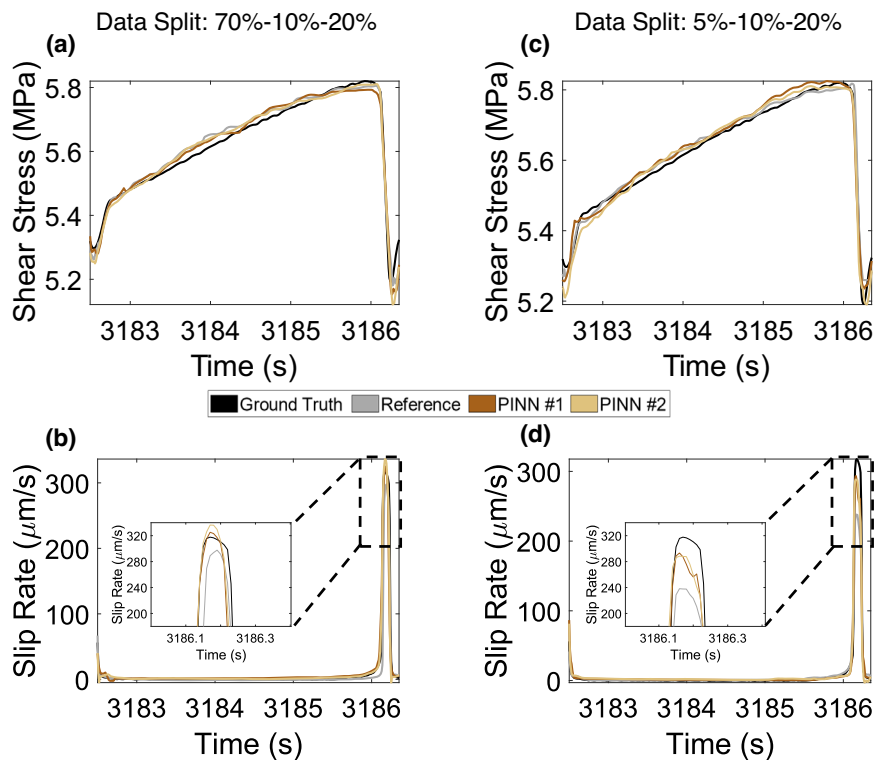 Data Split: 70%-10%-20%
Data Split: 5%-10%-20%
(a)
Shear Stress (MPa)
5.8
5.6
5.4
5.2
3183 3184 3185 3186
Time (s)
(c)
Shear Stress (MPa)
5.8
5.6
5.4
5.2
3183 3184 3185 3186
Time (s)
Ground Truth Reference PINN #1 PINN #2
(b)
Slip Rate (μm/s)
300
200
100
0
3183 3184 3185 3186
Time (s)
Slip Rate (μm/s)
320
280
240
200
3186.1 3186.3
Time (s)
(d)
Slip Rate (μm/s)
300
200
100
0
3183 3184 3185 3186
Time (s)
Slip Rate (μm/s)
320
280
240
200
3186.1 3186.3
Time (s)